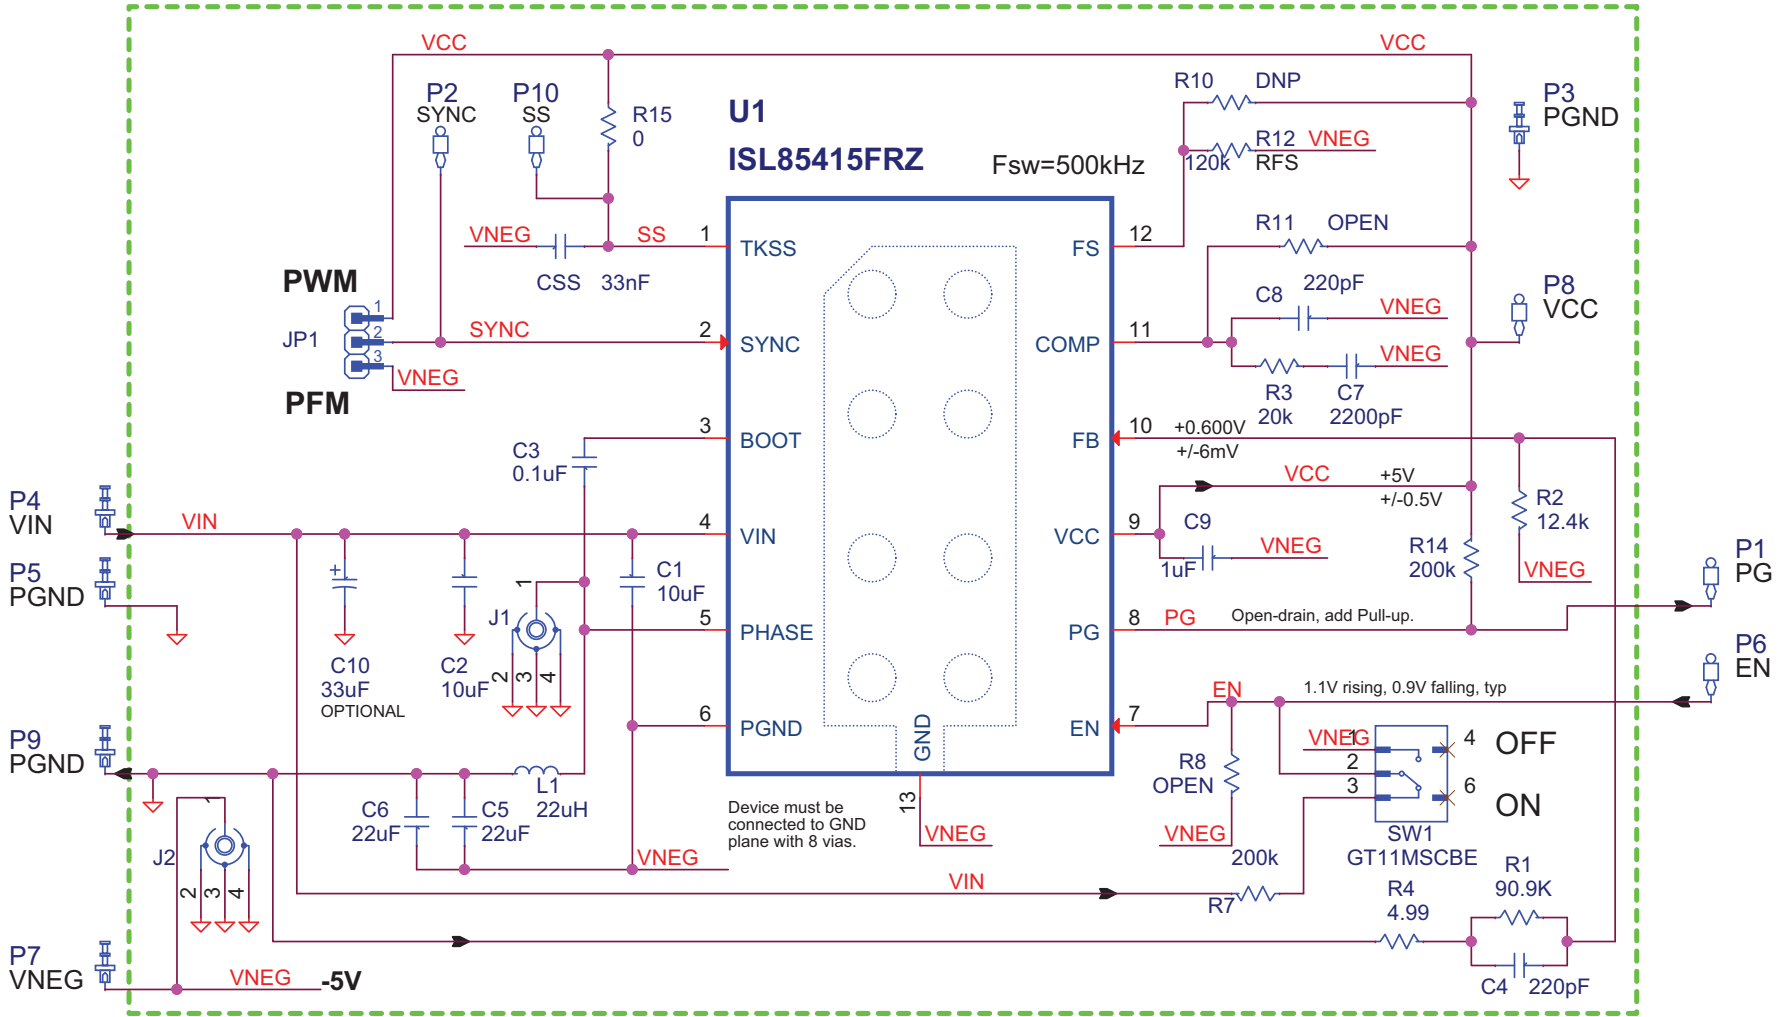 VCC
VCC
P2
SYNC
P10
SS
R15
0
U1
ISL85415FRZ
Fsw=500kHz
R10
DNP
R12
VNEG
120k
RFS
P3
PGND
VNEG
SS
1
TKSS
CSS
33nF
FS
12
R11
OPEN
PWM
1
JP1
2
3
SYNC
2
SYNC
VNEG
PFM
COMP
11
C8
220pF
VNEG
VNEG
R3
20k
C7
2200pF
P8
VCC
C3
0.1uF
3
BOOT
FB
10
+0.600V
+/-6mV
VCC
+5V
+/-0.5V
R2
12.4k
VNEG
P4
VIN
VIN
4
VIN
VCC
9
C9
1uF
VNEG
R14
200k
P5
PGND
+
C10
33uF
OPTIONAL
C2
10uF
J1
1
2
3
4
C1
10uF
5
PHASE
PG
8
PG
Open-drain, add Pull-up.
P1
PG
P6
EN
6
PGND
GND
EN
7
EN
1.1V rising, 0.9V falling, typ
VNEG
1
2
3
4
OFF
6
ON
SW1
GT11MSCBE
R8
OPEN
VNEG
P9
PGND
L1
22uH
C6
22uF
C5
22uF
VNEG
Device must be
connected to GND
plane with 8 vias.
13
VNEG
J2
1
2
3
4
VIN
200k
R7
R4
4.99
R1
90.9K
C4
220pF
P7
VNEG
VNEG
-5V